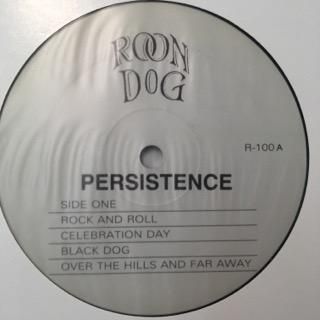 ROON
DOG
R-100 A
PERSISTENCE
SIDE ONE
ROCK AND ROLL
CELEBRATION DAY
BLACK DOG
OVER THE HILLS AND FAR AWAY